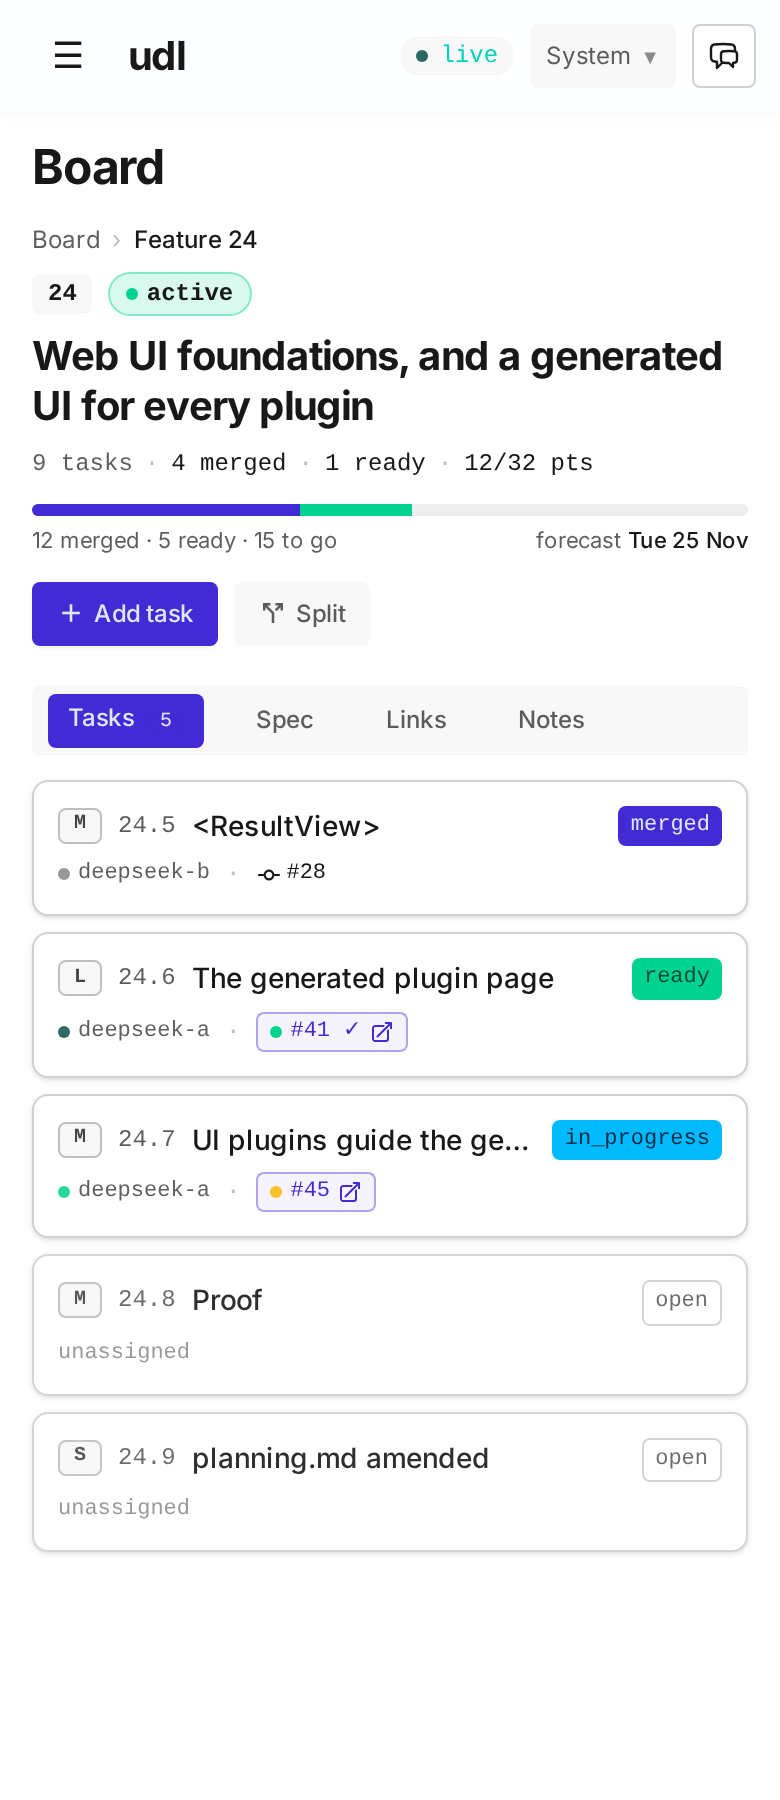 ☰ udl live System ▾
Board
Board › Feature 24
24 active
Web UI foundations, and a generated
UI for every plugin
9 tasks · 4 merged · 1 ready · 12/32 pts
12 merged · 5 ready · 15 to go forecast Tue 25 Nov
+ Add task Split
Tasks 5 Spec Links Notes
M 24.5 <ResultView> merged
deepseek-b · #28
L 24.6 The generated plugin page ready
deepseek-a · #41 ✓
M 24.7 UI plugins guide the ge... in_progress
deepseek-a · #45
M 24.8 Proof open
unassigned
S 24.9 planning.md amended open
unassigned